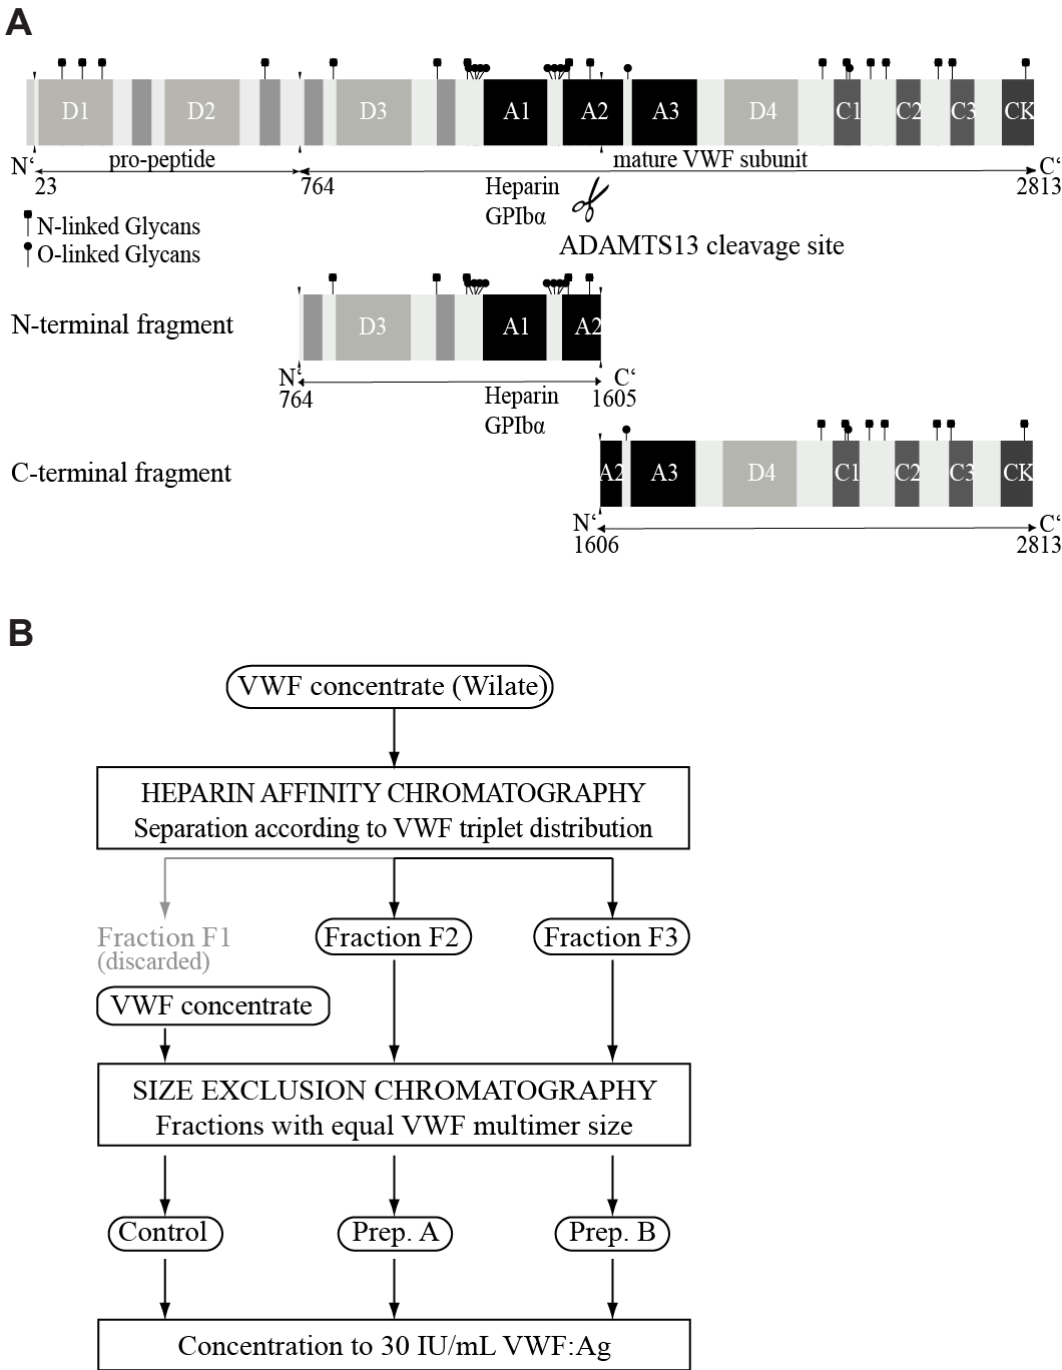 A
D1 D2 D3 A1 A2 A3 D4 C1 C2 C3 CK
N‘ pro-peptide mature VWF subunit C‘
23 764 2813
Heparin
GPIbα
N-linked Glycans
O-linked Glycans
ADAMTS13 cleavage site
N-terminal fragment
D3 A1 A2
N‘ C‘
764 1605
Heparin
GPIbα
C-terminal fragment
A2 A3 D4 C1 C2 C3 CK
N‘ C‘
1606 2813
B
VWF concentrate (Wilate)
HEPARIN AFFINITY CHROMATOGRAPHY
Separation according to VWF triplet distribution
Fraction F1
(discarded)
Fraction F2
Fraction F3
VWF concentrate
SIZE EXCLUSION CHROMATOGRAPHY
Fractions with equal VWF multimer size
Control
Prep. A
Prep. B
Concentration to 30 IU/mL VWF:Ag